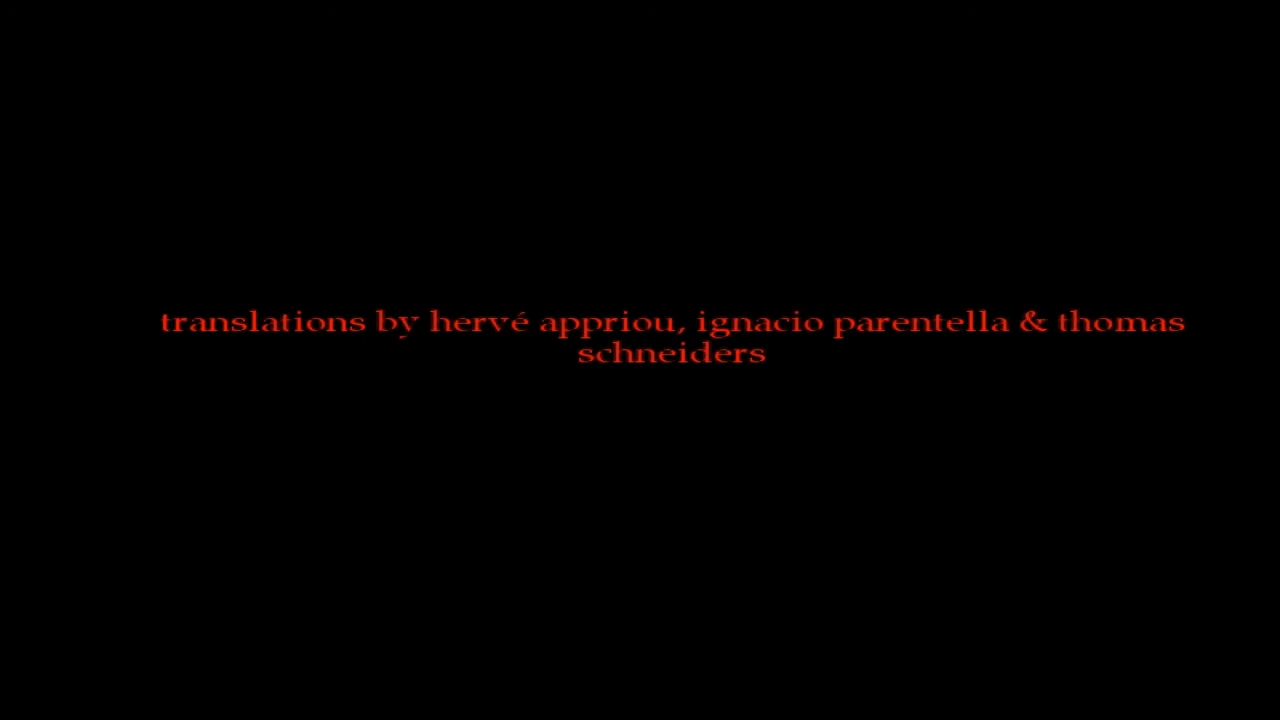 translations by hervé appriou, ignacio parentella & thomas
schneiders